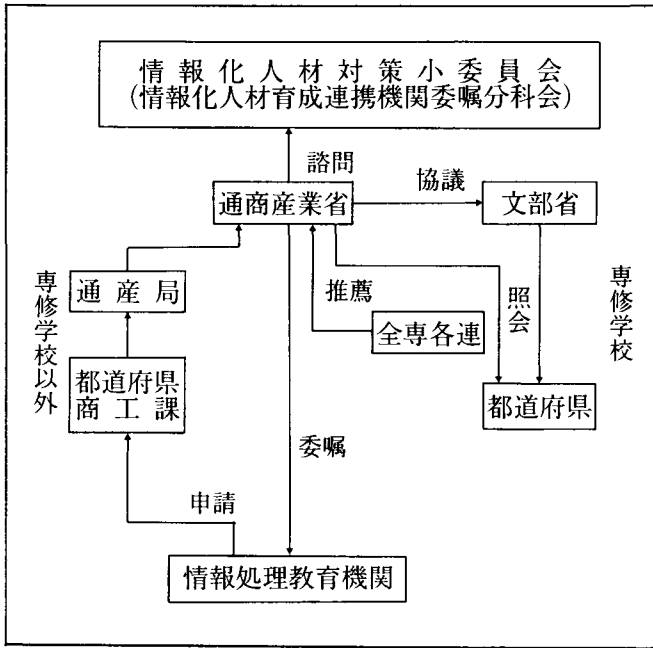 情報化人材対策小委員会
(情報化人材育成連携機関委嘱分科会)
諮問
通商産業省
協議
文部省
専修学校以外
通産局
推薦
全専各連
照会
専修学校
都道府県
商工課
都道府県
委嘱
申請
情報処理教育機関